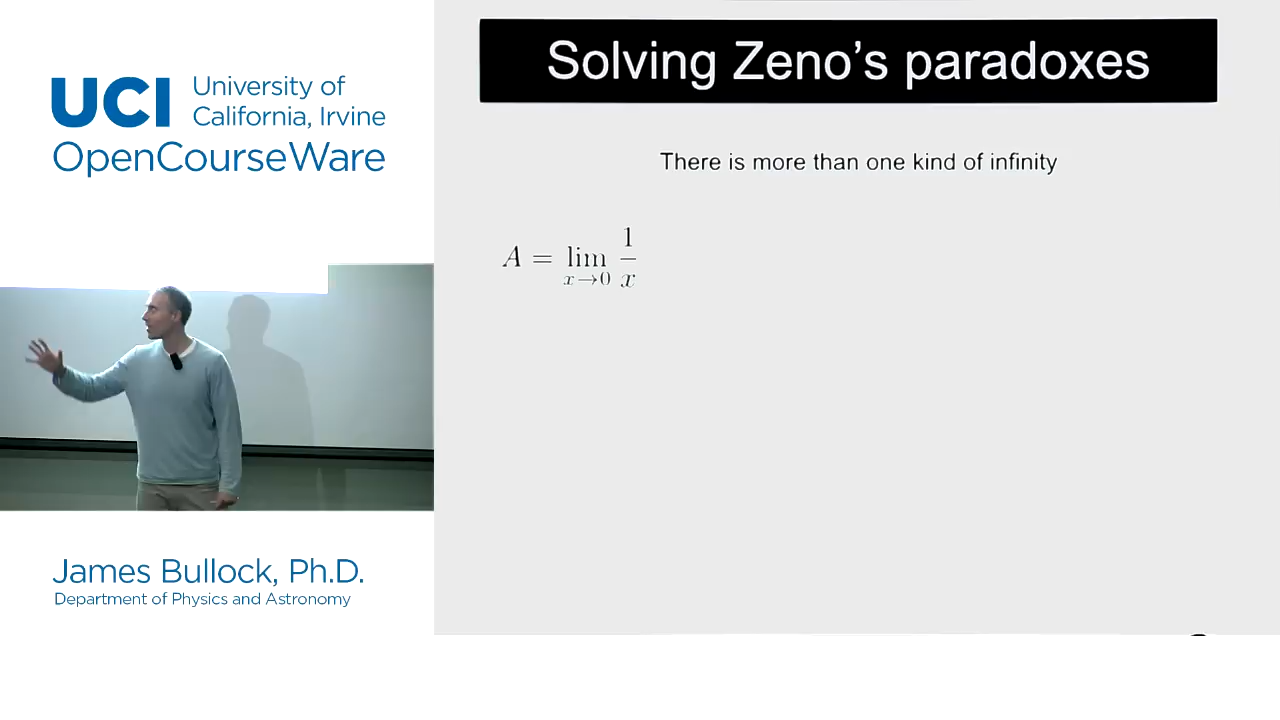 UCI University of
California, Irvine
OpenCourseWare
Solving Zeno's paradoxes
There is more than one kind of infinity
A = lim x→0 1/x
James Bullock, Ph.D.
Department of Physics and Astronomy